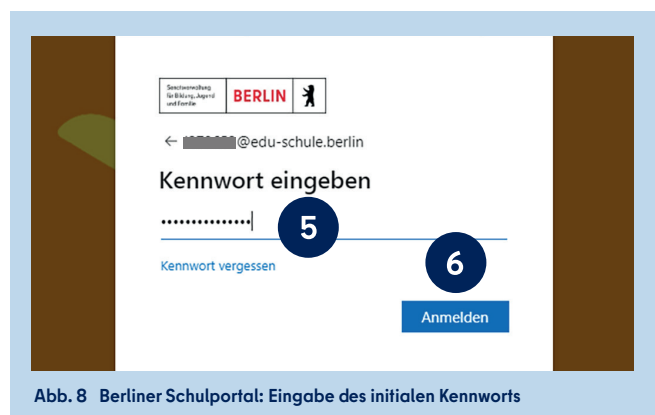 Senatsverwaltung
für Bildung, Jugend
und Familie
BERLIN
← @edu-schule.berlin
Kennwort eingeben
•••••••••••••••
5
Kennwort vergessen
6
Anmelden
Abb. 8 Berliner Schulportal: Eingabe des initialen Kennworts